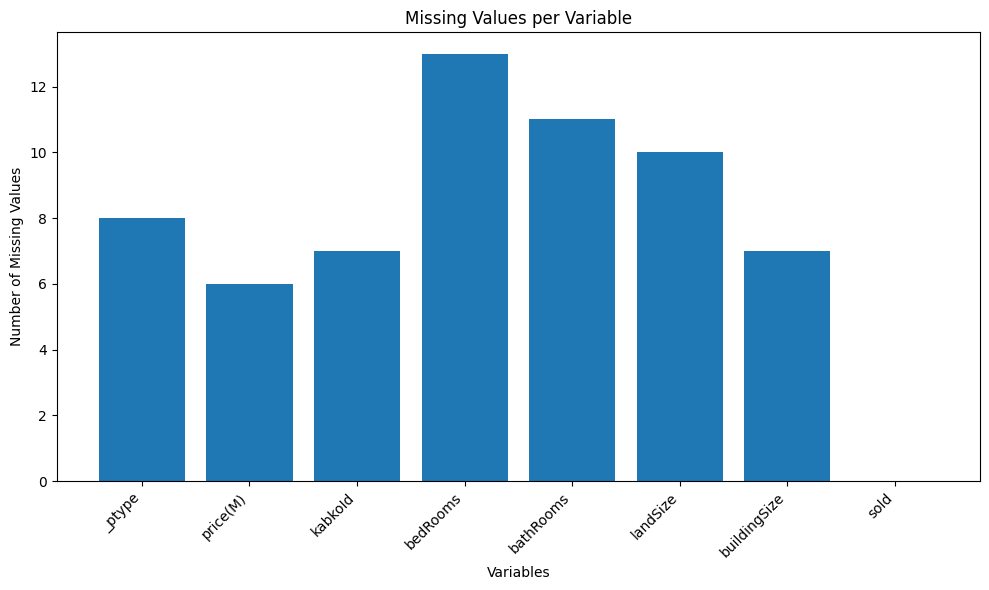 Missing Values per Variable
Number of Missing Values
12
10
8
6
4
2
0
_ptype
price(M)
kabkoId
bedRooms
bathRooms
landSize
buildingSize
sold
Variables